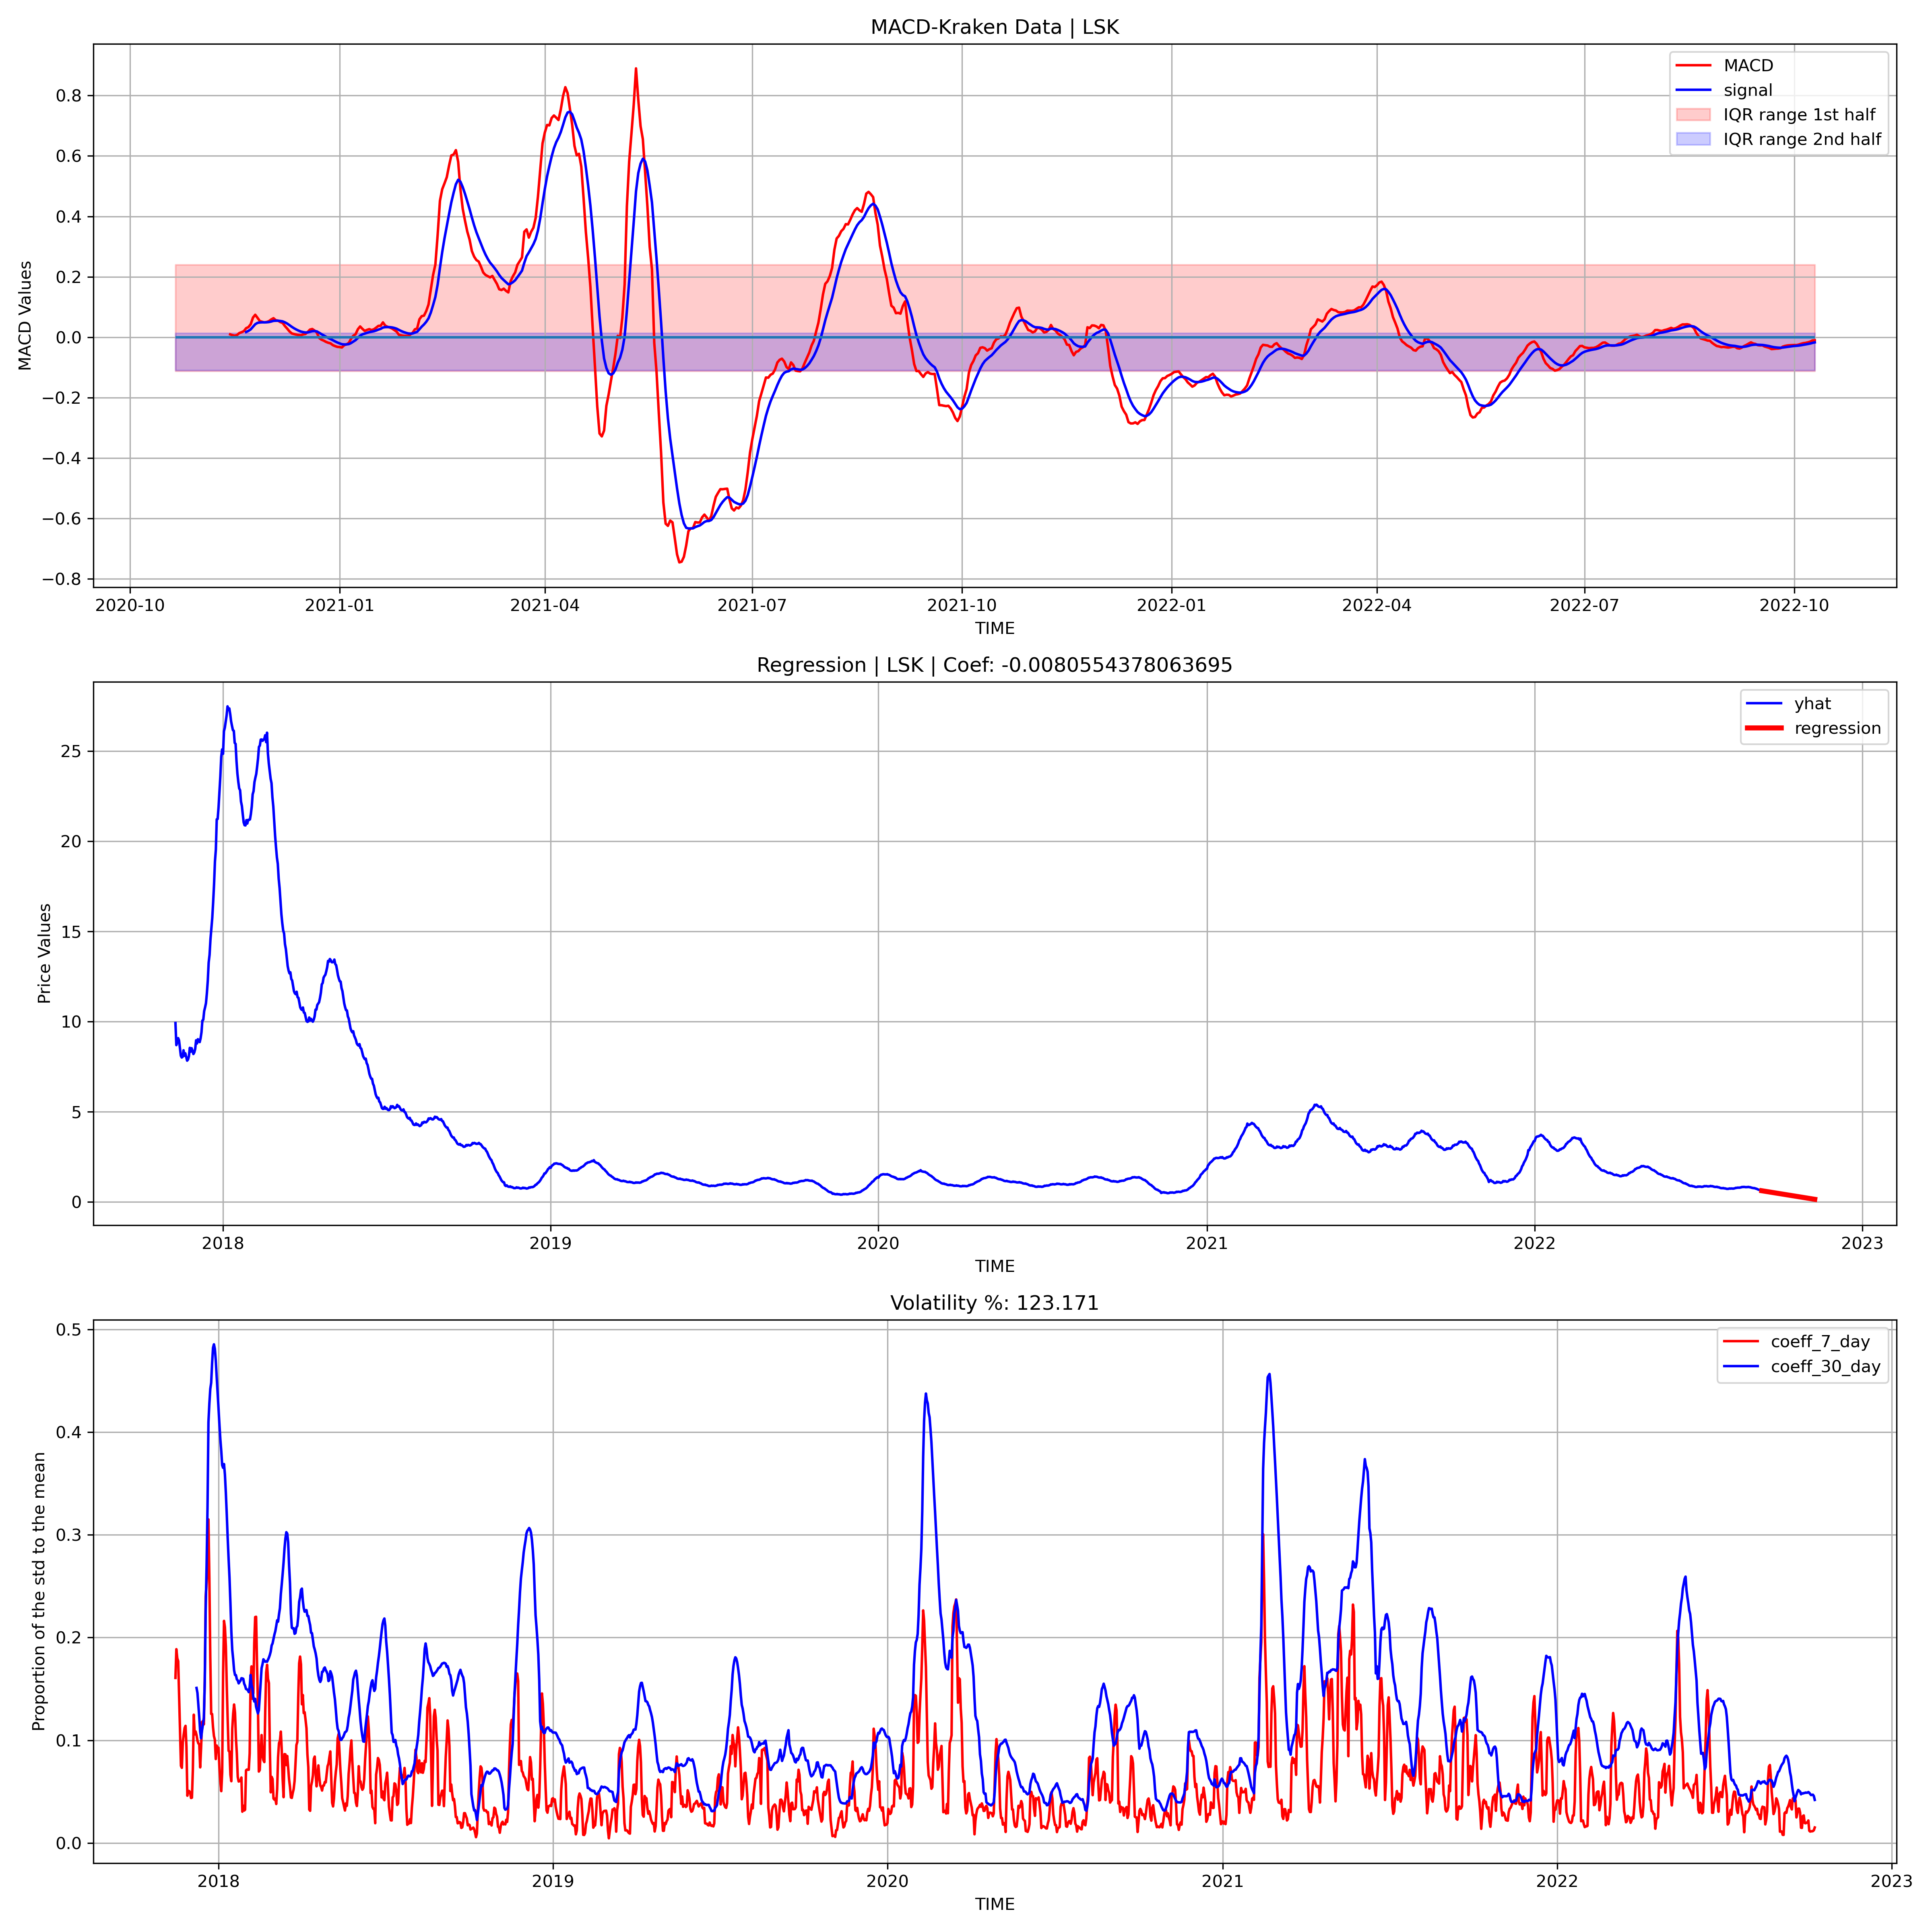 MACD-Kraken Data | LSK
MACD
signal
IQR range 1st half
IQR range 2nd half
MACD Values
0.8
0.6
0.4
0.2
0.0
−0.2
−0.4
−0.6
−0.8
2020-10 2021-01 2021-04 2021-07 2021-10 2022-01 2022-04 2022-07 2022-10
TIME
Regression | LSK | Coef: -0.0080554378063695
yhat
regression
Price Values
25
20
15
10
5
0
2018 2019 2020 2021 2022 2023
TIME
Volatility %: 123.171
coeff_7_day
coeff_30_day
Proportion of the std to the mean
0.5
0.4
0.3
0.2
0.1
0.0
2018 2019 2020 2021 2022 2023
TIME